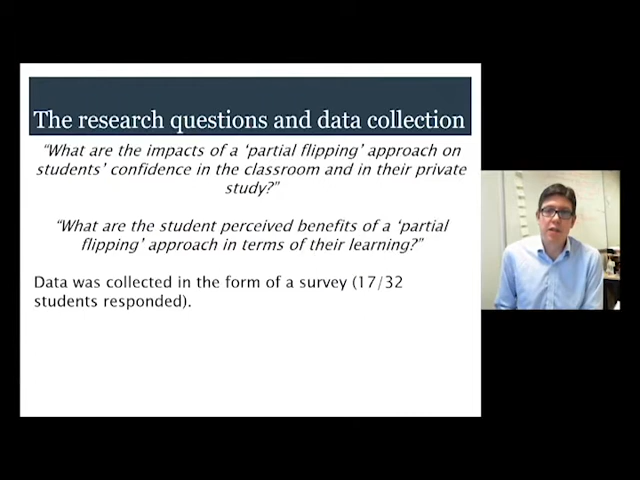 The research questions and data collection
“What are the impacts of a ‘partial flipping’ approach on
students’ confidence in the classroom and in their private
study?”
“What are the student perceived benefits of a ‘partial
flipping’ approach in terms of their learning?”
Data was collected in the form of a survey (17/32
students responded).